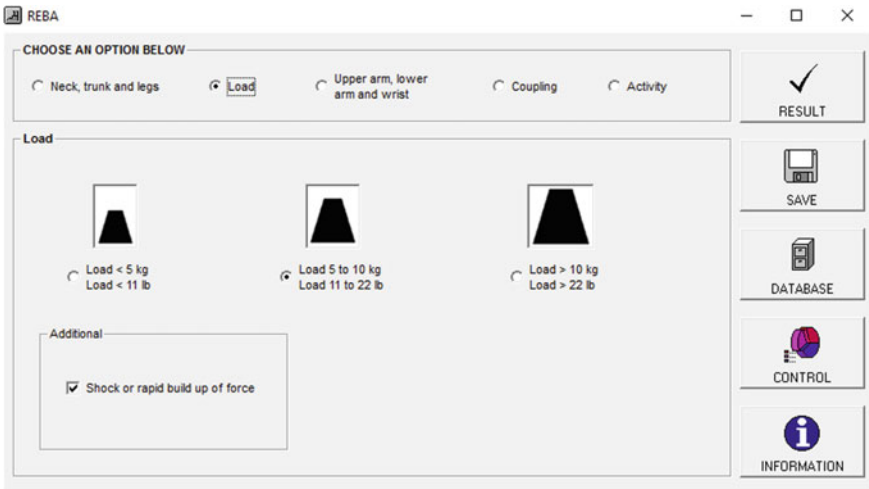 REBA
CHOOSE AN OPTION BELOW
Neck, trunk and legs
Load
Upper arm, lower
arm and wrist
Coupling
Activity
RESULT
Load
SAVE
Load < 5 kg
Load < 11 lb
Load 5 to 10 kg
Load 11 to 22 lb
Load > 10 kg
Load > 22 lb
DATABASE
Additional
Shock or rapid build up of force
CONTROL
INFORMATION